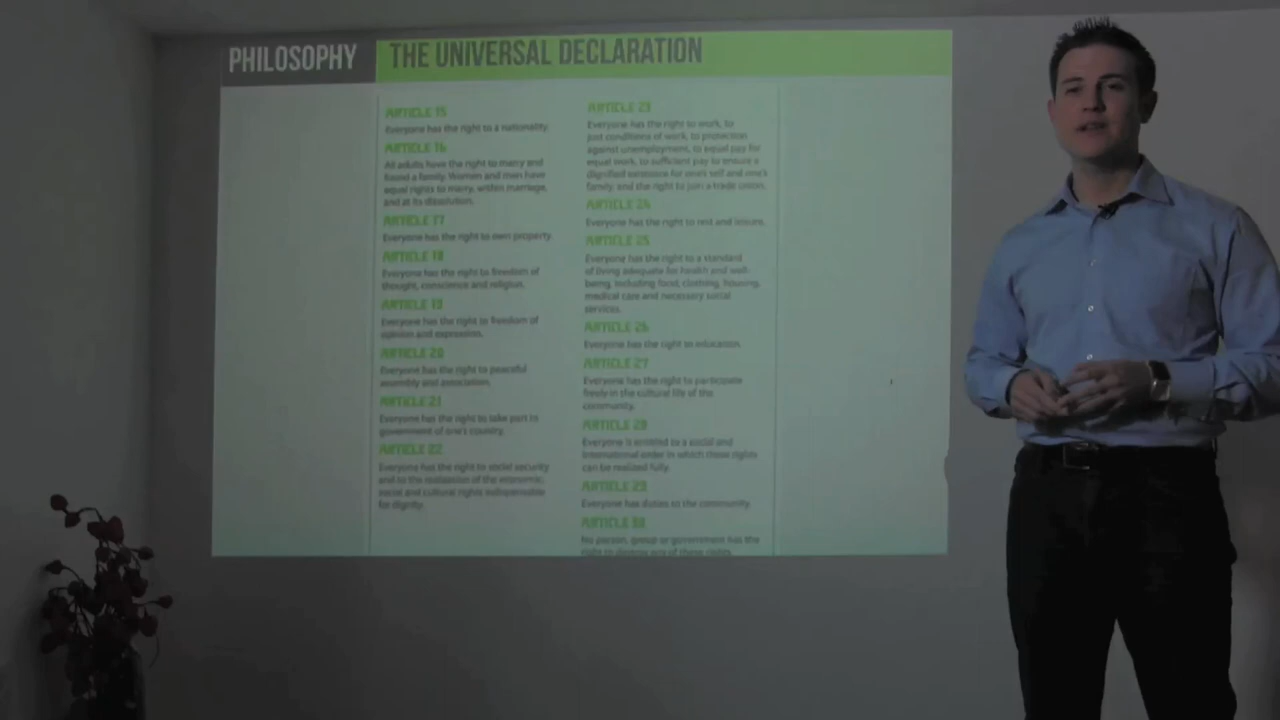 PHILOSOPHY
THE UNIVERSAL DECLARATION
ARTICLE 15
Everyone has the right to a nationality.
ARTICLE 16
All adults have the right to marry and
found a family. Women and men have
equal rights to marry, within marriage,
and at its dissolution.
ARTICLE 17
Everyone has the right to own property.
ARTICLE 18
Everyone has the right to freedom of
thought, conscience and religion.
ARTICLE 19
Everyone has the right to freedom of
opinion and expression.
ARTICLE 20
Everyone has the right to peaceful
assembly and association.
ARTICLE 21
Everyone has the right to take part in
government of one's country.
ARTICLE 22
Everyone has the right to social security
and to the realization of the economic,
social and cultural rights indispensable
for dignity.
ARTICLE 23
Everyone has the right to work, to
just conditions of work, to protection
against unemployment, to equal pay for
equal work, to sufficient pay to ensure a
dignified existence for one's self and one's
family, and the right to join a trade union.
ARTICLE 24
Everyone has the right to rest and leisure.
ARTICLE 25
Everyone has the right to a standard
of living adequate for health and well-
being, including food, clothing, housing,
medical care and necessary social
services.
ARTICLE 26
Everyone has the right to education.
ARTICLE 27
Everyone has the right to participate
freely in the cultural life of the
community.
ARTICLE 28
Everyone is entitled to a social and
international order in which these rights
can be realized fully.
ARTICLE 29
Everyone has duties to the community.
ARTICLE 30
No person, group or government has the
right to destroy any of these rights.